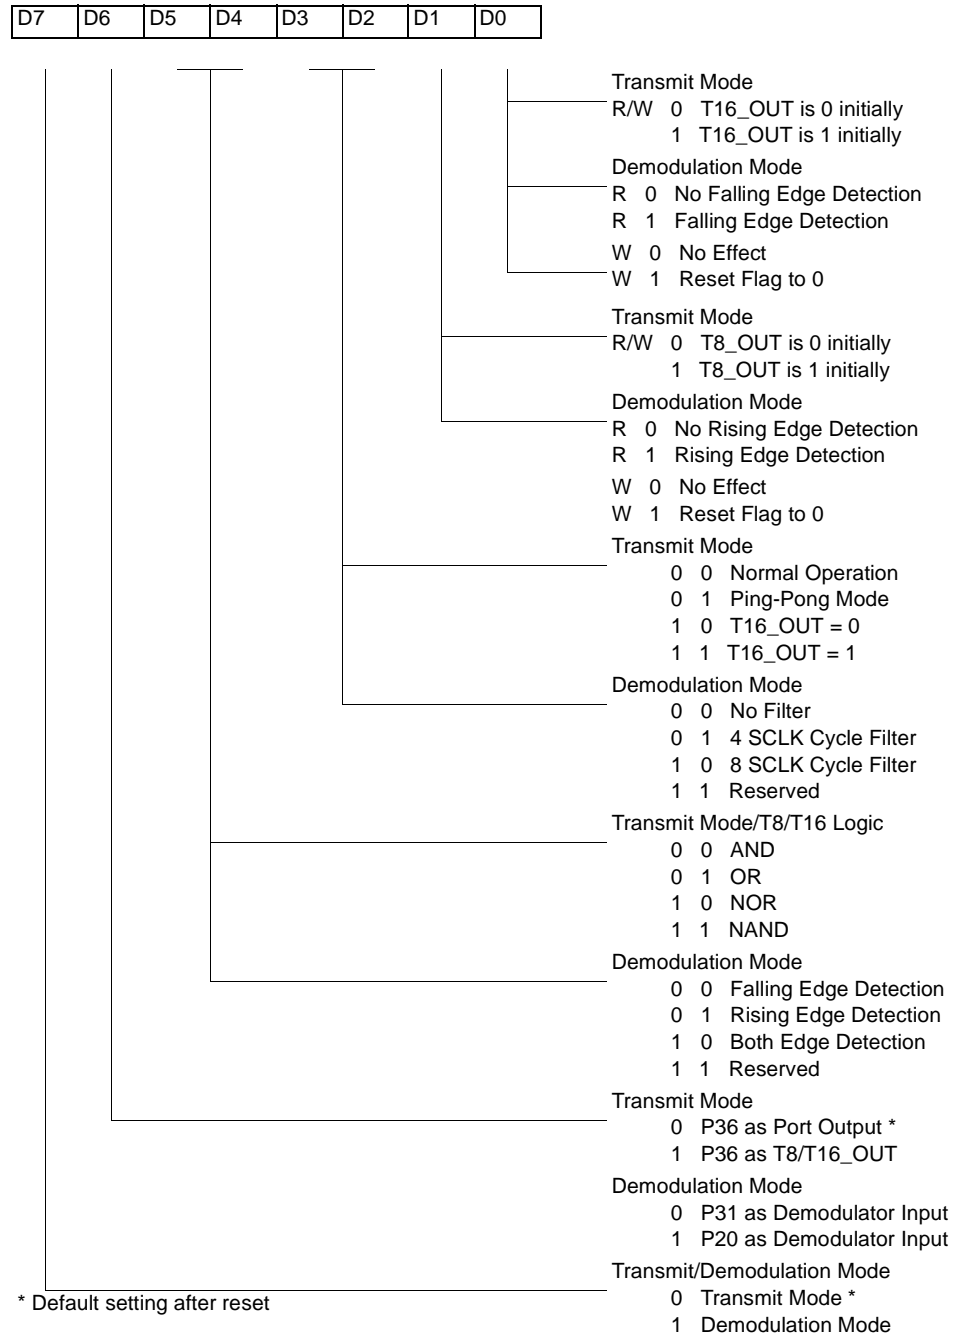 D7 D6 D5 D4 D3 D2 D1 D0
Transmit Mode
R/W 0 T16_OUT is 0 initially
1 T16_OUT is 1 initially
Demodulation Mode
R 0 No Falling Edge Detection
R 1 Falling Edge Detection
W 0 No Effect
W 1 Reset Flag to 0
Transmit Mode
R/W 0 T8_OUT is 0 initially
1 T8_OUT is 1 initially
Demodulation Mode
R 0 No Rising Edge Detection
R 1 Rising Edge Detection
W 0 No Effect
W 1 Reset Flag to 0
Transmit Mode
0 0 Normal Operation
0 1 Ping-Pong Mode
1 0 T16_OUT = 0
1 1 T16_OUT = 1
Demodulation Mode
0 0 No Filter
0 1 4 SCLK Cycle Filter
1 0 8 SCLK Cycle Filter
1 1 Reserved
Transmit Mode/T8/T16 Logic
0 0 AND
0 1 OR
1 0 NOR
1 1 NAND
Demodulation Mode
0 0 Falling Edge Detection
0 1 Rising Edge Detection
1 0 Both Edge Detection
1 1 Reserved
Transmit Mode
0 P36 as Port Output *
1 P36 as T8/T16_OUT
Demodulation Mode
0 P31 as Demodulator Input
1 P20 as Demodulator Input
Transmit/Demodulation Mode
0 Transmit Mode *
1 Demodulation Mode
* Default setting after reset